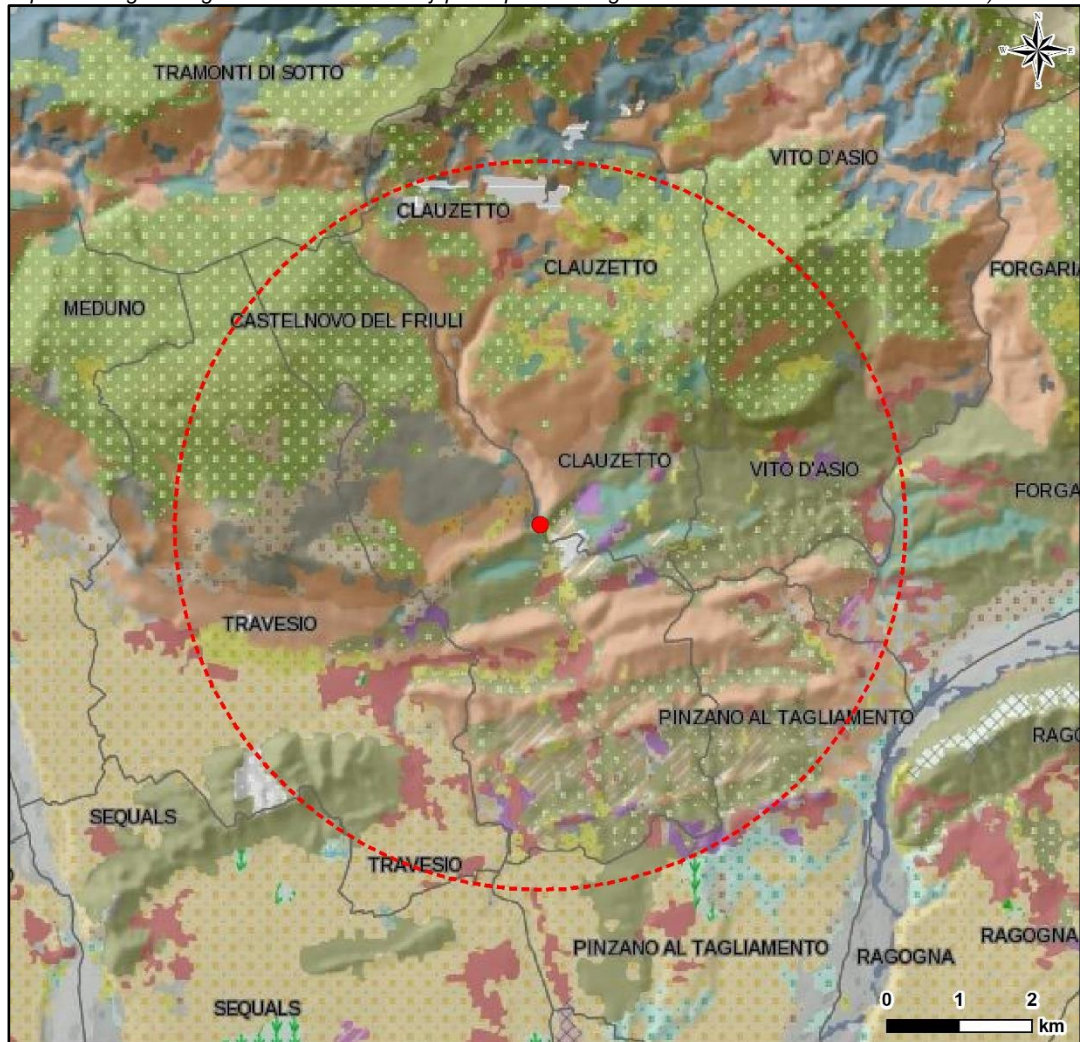 N
W E
S
TRAMONTI DI SOTTO
VITO D'ASIO
CLAUZETTO
CLAUZETTO
FORGARIA
MEDUNO
CASTELNOVO DEL FRIULI
CLAUZETTO
VITO D'ASIO
FORGA
TRAVESIO
PINZANO AL TAGLIAMENTO
RAGO
SEQUALS
TRAVESIO
RAGOGNA
PINZANO AL TAGLIAMENTO
RAGOGNA
SEQUALS
0 1 2
km